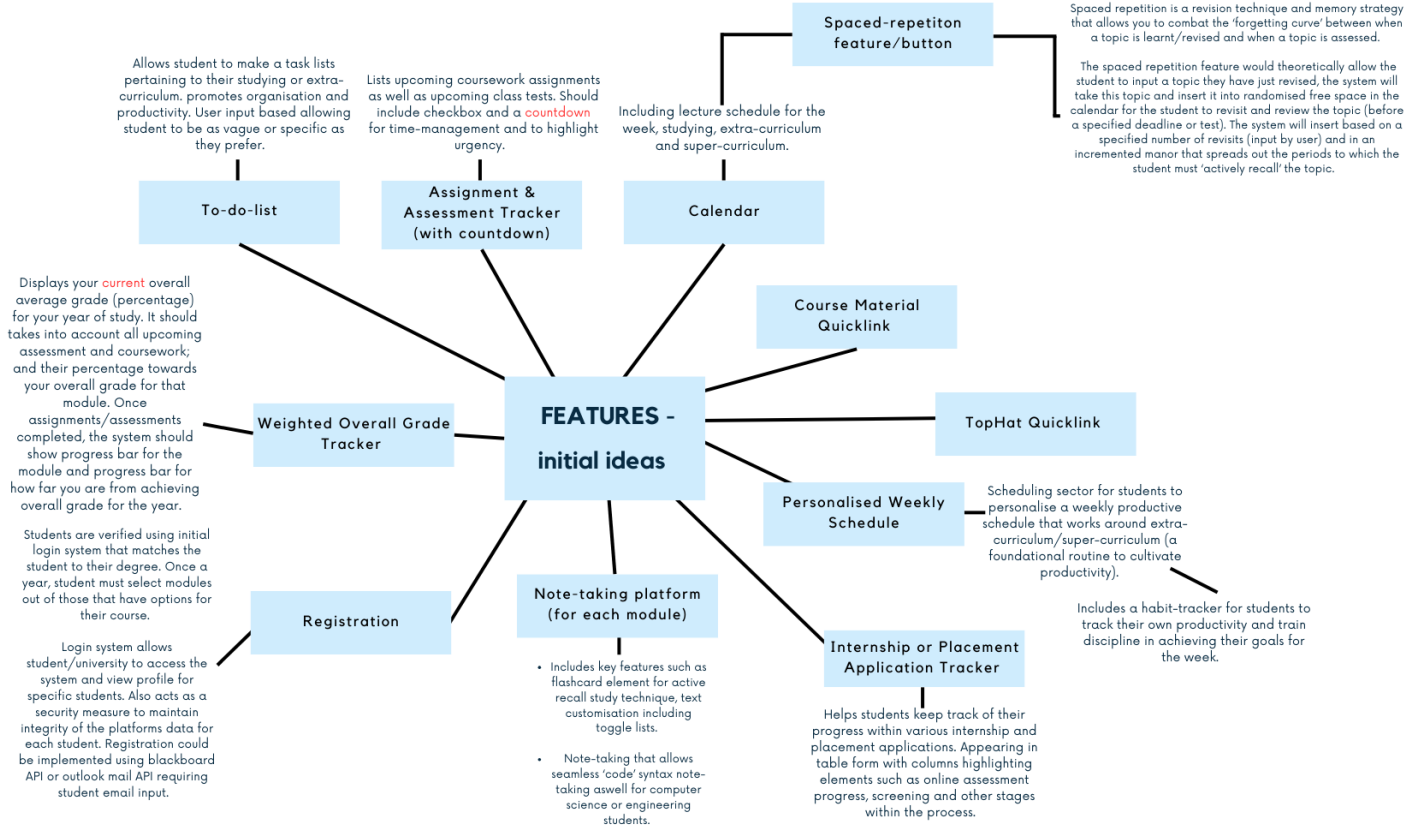 Spaced-repetiton
feature/button
Spaced repetition is a revision technique and memory strategy
that allows you to combat the 'forgetting curve' between when
a topic is learnt/revised and when a topic is assessed.
The spaced repetition feature would theoretically allow the
student to input a topic they have just revised, the system will
take this topic and insert it into randomised free space in the
calendar for the student to revisit and review the topic (before
a specified deadline or test). The system will insert based on a
specified number of revisits (input by user) and in an
incremented manor that spreads out the periods to which the
student must 'actively recall' the topic.
Allows student to make a task lists
pertaining to their studying or extra-
curriculum. promotes organisation and
productivity. User input based allowing
student to be as vague or specific as
they prefer.
Lists upcoming coursework assignments
as well as upcoming class tests. Should
include checkbox and a countdown
for time-management and to highlight
urgency.
Including lecture schedule for the
week, studying, extra-curriculum
and super-curriculum.
To-do-list
Assignment &
Assessment Tracker
(with countdown)
Calendar
Displays your current overall
average grade (percentage)
for your year of study. It should
takes into account all upcoming
assessment and coursework;
and their percentage towards
your overall grade for that
module. Once
assignments/assessments
completed, the system should
show progress bar for the
module and progress bar for
how far you are from achieving
overall grade for the year.
Course Material
Quicklink
Weighted Overall Grade
Tracker
FEATURES -
initial ideas
TopHat Quicklink
Personalised Weekly
Schedule
Scheduling sector for students to
personalise a weekly productive
schedule that works around extra-
curriculum/super-curriculum (a
foundational routine to cultivate
productivity).
Includes a habit-tracker for students to
track their own productivity and train
discipline in achieving their goals for
the week.
Students are verified using initial
login system that matches the
student to their degree. Once a
year, student must select modules
out of those that have options for
their course.
Login system allows
student/university to access the
system and view profile for
specific students. Also acts as a
security measure to maintain
integrity of the platforms data for
each student. Registration could
be implemented using blackboard
API or outlook mail API requiring
student email input.
Registration
Note-taking platform
(for each module)
• Includes key features such as
flashcard element for active
recall study technique, text
customisation including
toggle lists.
• Note-taking that allows
seamless 'code' syntax note-
taking aswell for computer
science or engineering
students.
Internship or Placement
Application Tracker
Helps students keep track of their
progress within various internship and
placement applications. Appearing in
table form with columns highlighting
elements such as online assessment
progress, screening and other stages
within the process.